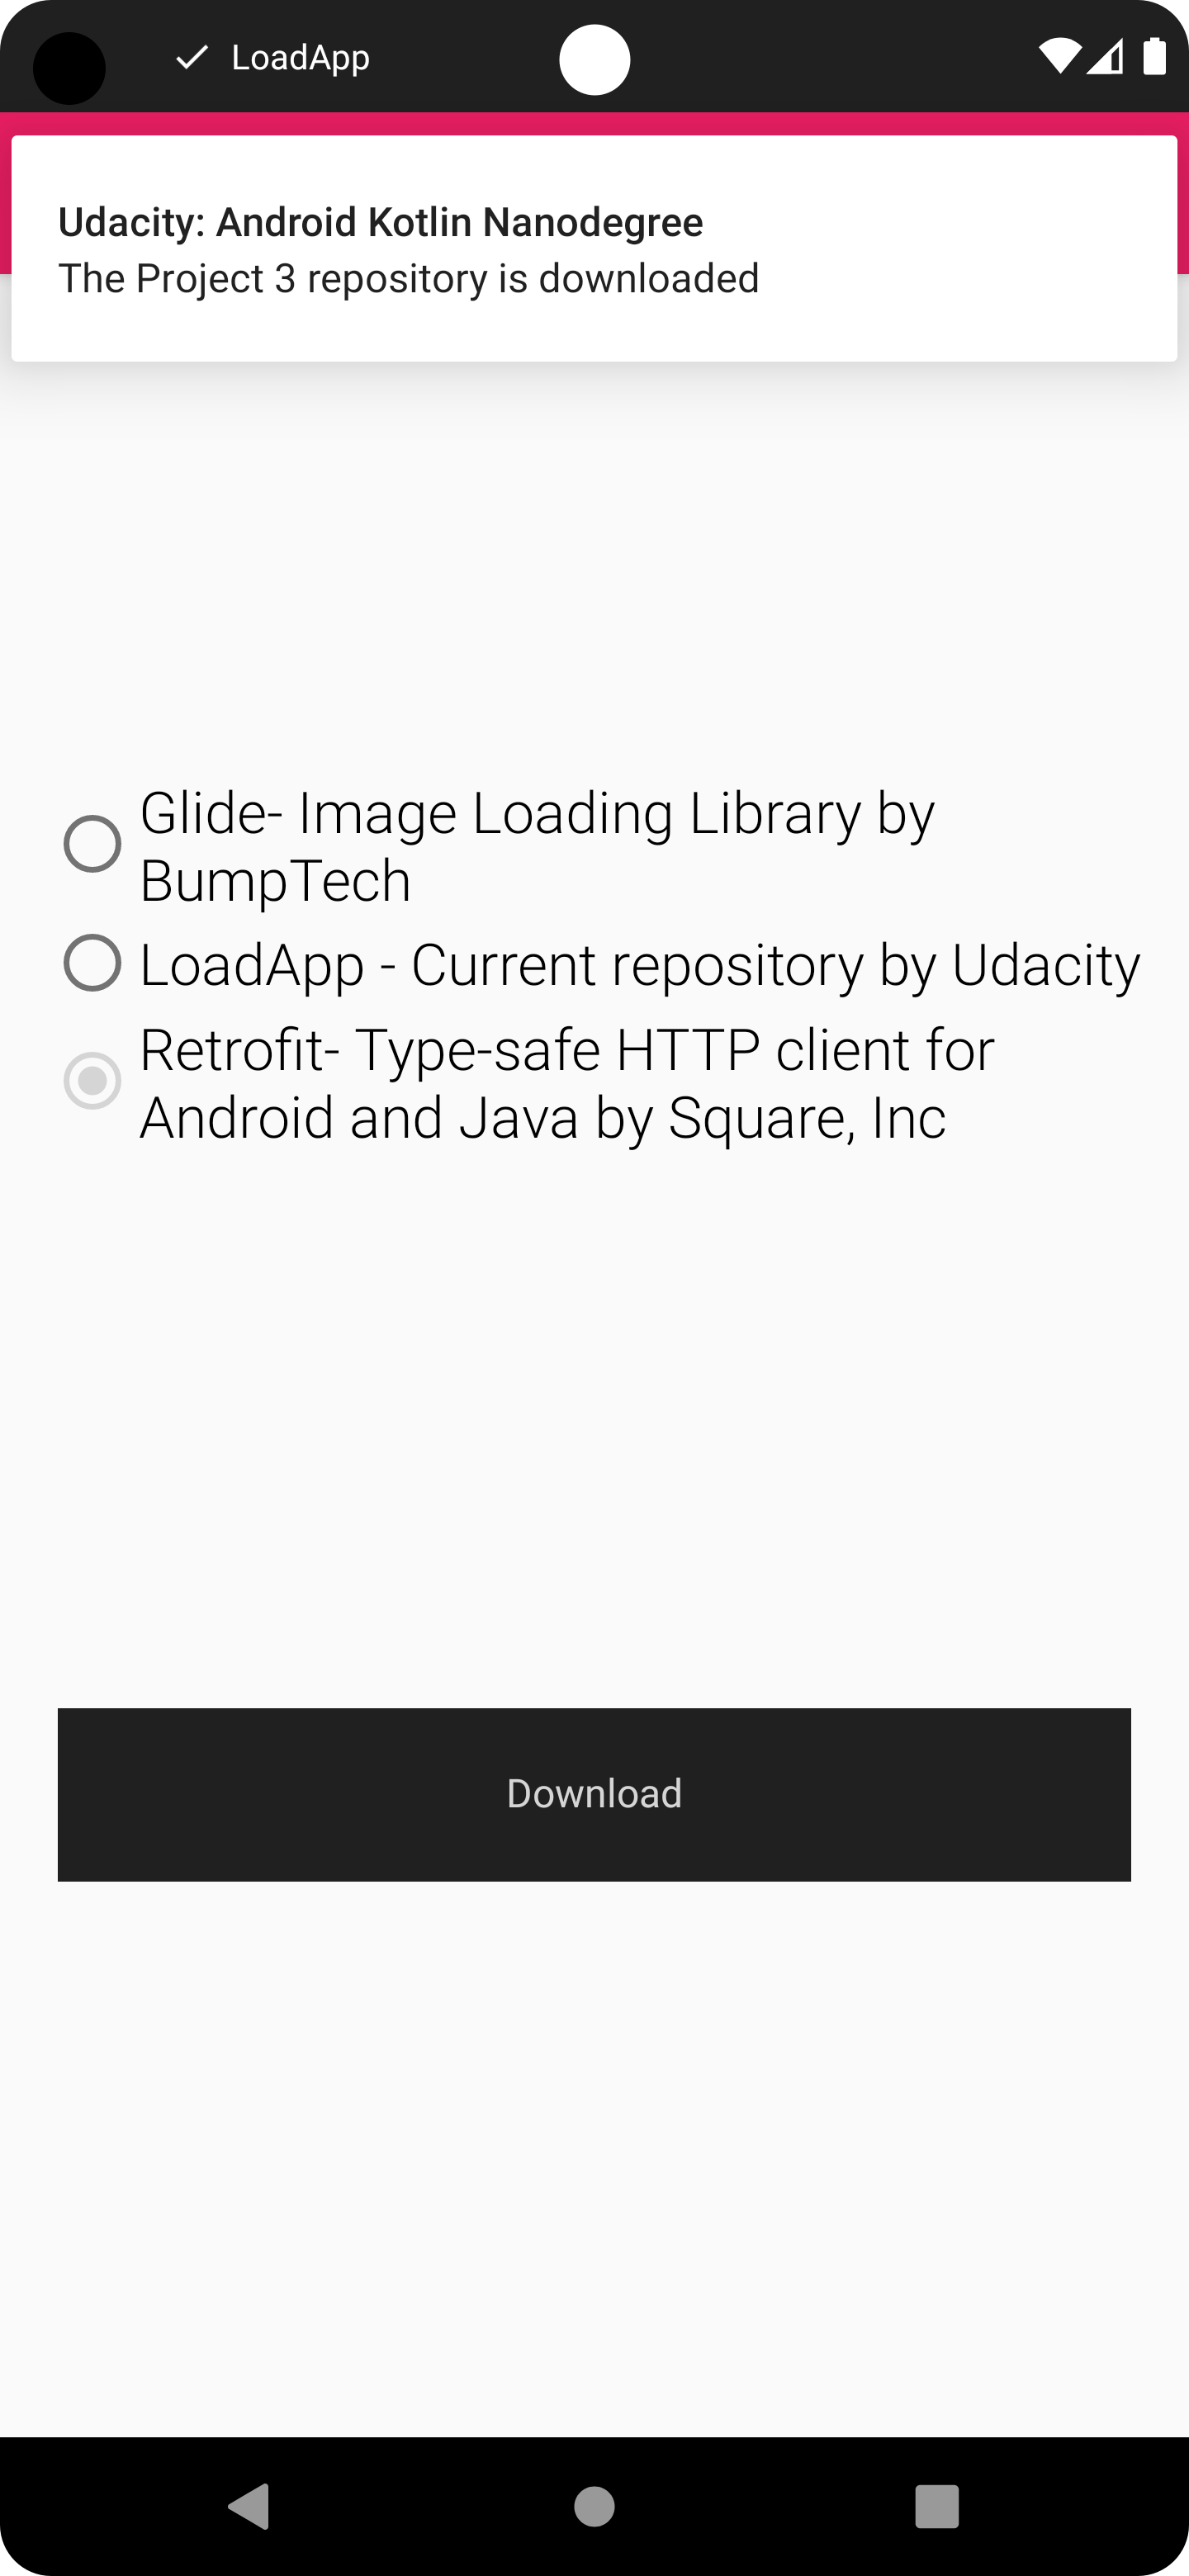 LoadApp
Udacity: Android Kotlin Nanodegree
The Project 3 repository is downloaded
Glide- Image Loading Library by
BumpTech
LoadApp - Current repository by Udacity
Retrofit- Type-safe HTTP client for
Android and Java by Square, Inc
Download